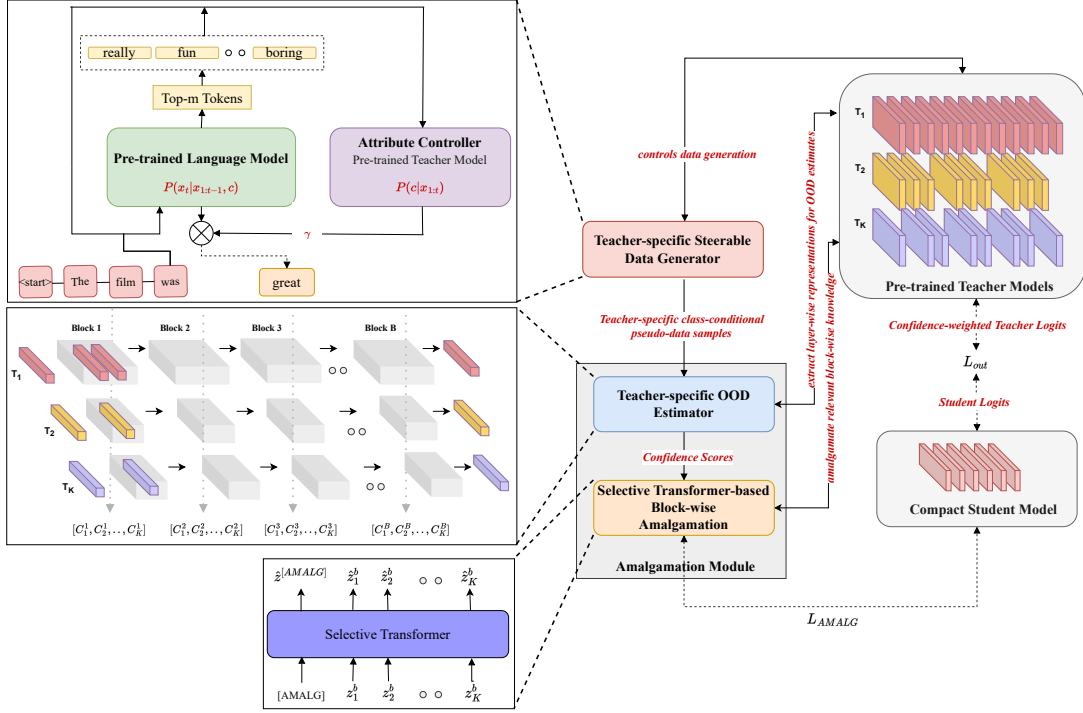 really fun boring
Top-m Tokens
Pre-trained Language Model
P(x_t|x_{1:t−1}, c)
Attribute Controller
Pre-trained Teacher Model
P(c|x_{1:t})
γ
<start> The film was
great
Block 1 Block 2 Block 3 Block B
T_1
T_2
T_K
[C_1^1, C_2^1, .., C_K^1] [C_1^2, C_2^2, .., C_K^2] [C_1^3, C_2^3, .., C_K^3] [C_1^B, C_2^B, .., C_K^B]
ẑ^{[AMALG]} ẑ_1^b ẑ_2^b ẑ_K^b
Selective Transformer
[AMALG] z_1^b z_2^b z_K^b
controls data generation
Teacher-specific Steerable
Data Generator
Teacher-specific class-conditional
pseudo-data samples
Teacher-specific OOD
Estimator
Confidence Scores
Selective Transformer-based
Block-wise
Amalgamation
Amalgamation Module
extract layer-wise representations for OOD estimates
amalgamate relevant block-wise knowledge
T_1
T_2
T_K
Pre-trained Teacher Models
Confidence-weighted Teacher Logits
L_{out}
Student Logits
Compact Student Model
L_{AMALG}